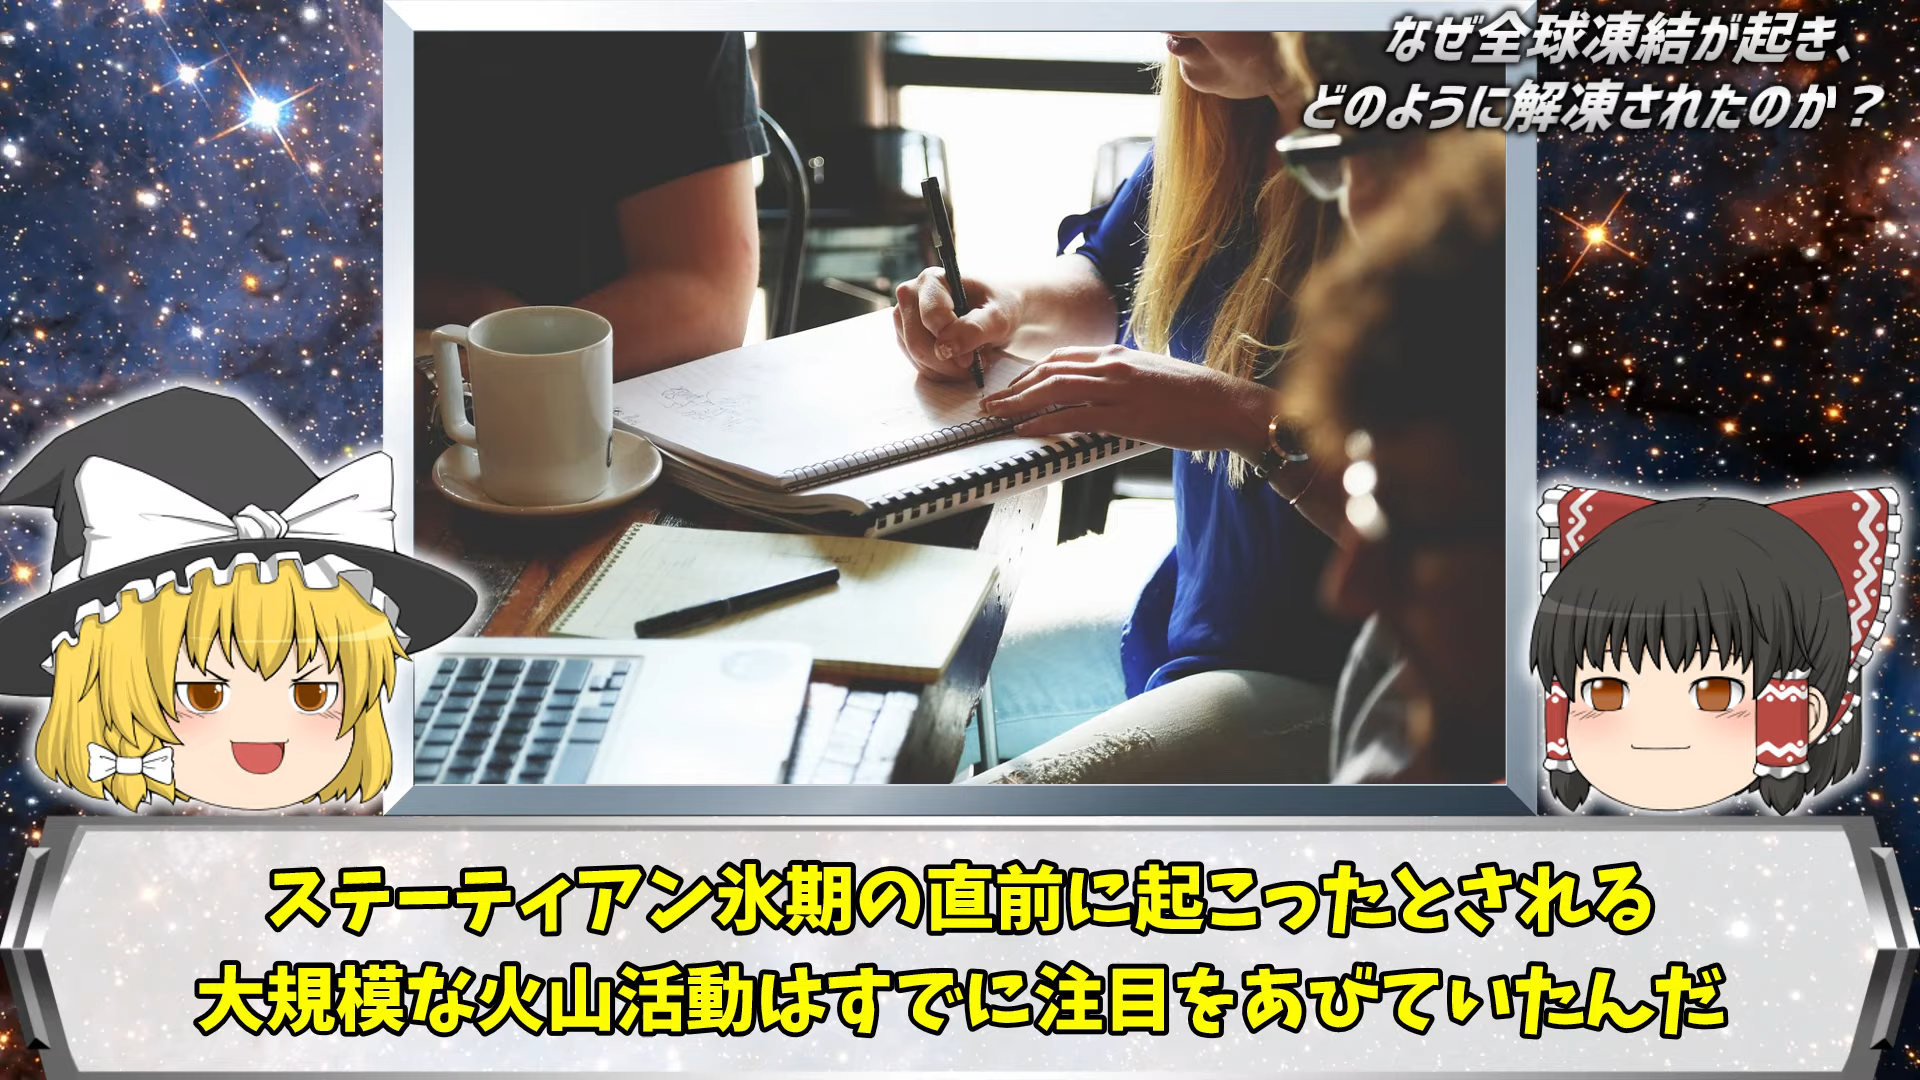 なぜ全球凍結が起き、
どのように解凍されたのか？
ステーティアン氷期の直前に起こったとされる
大規模な火山活動はすでに注目をあびていたんだ